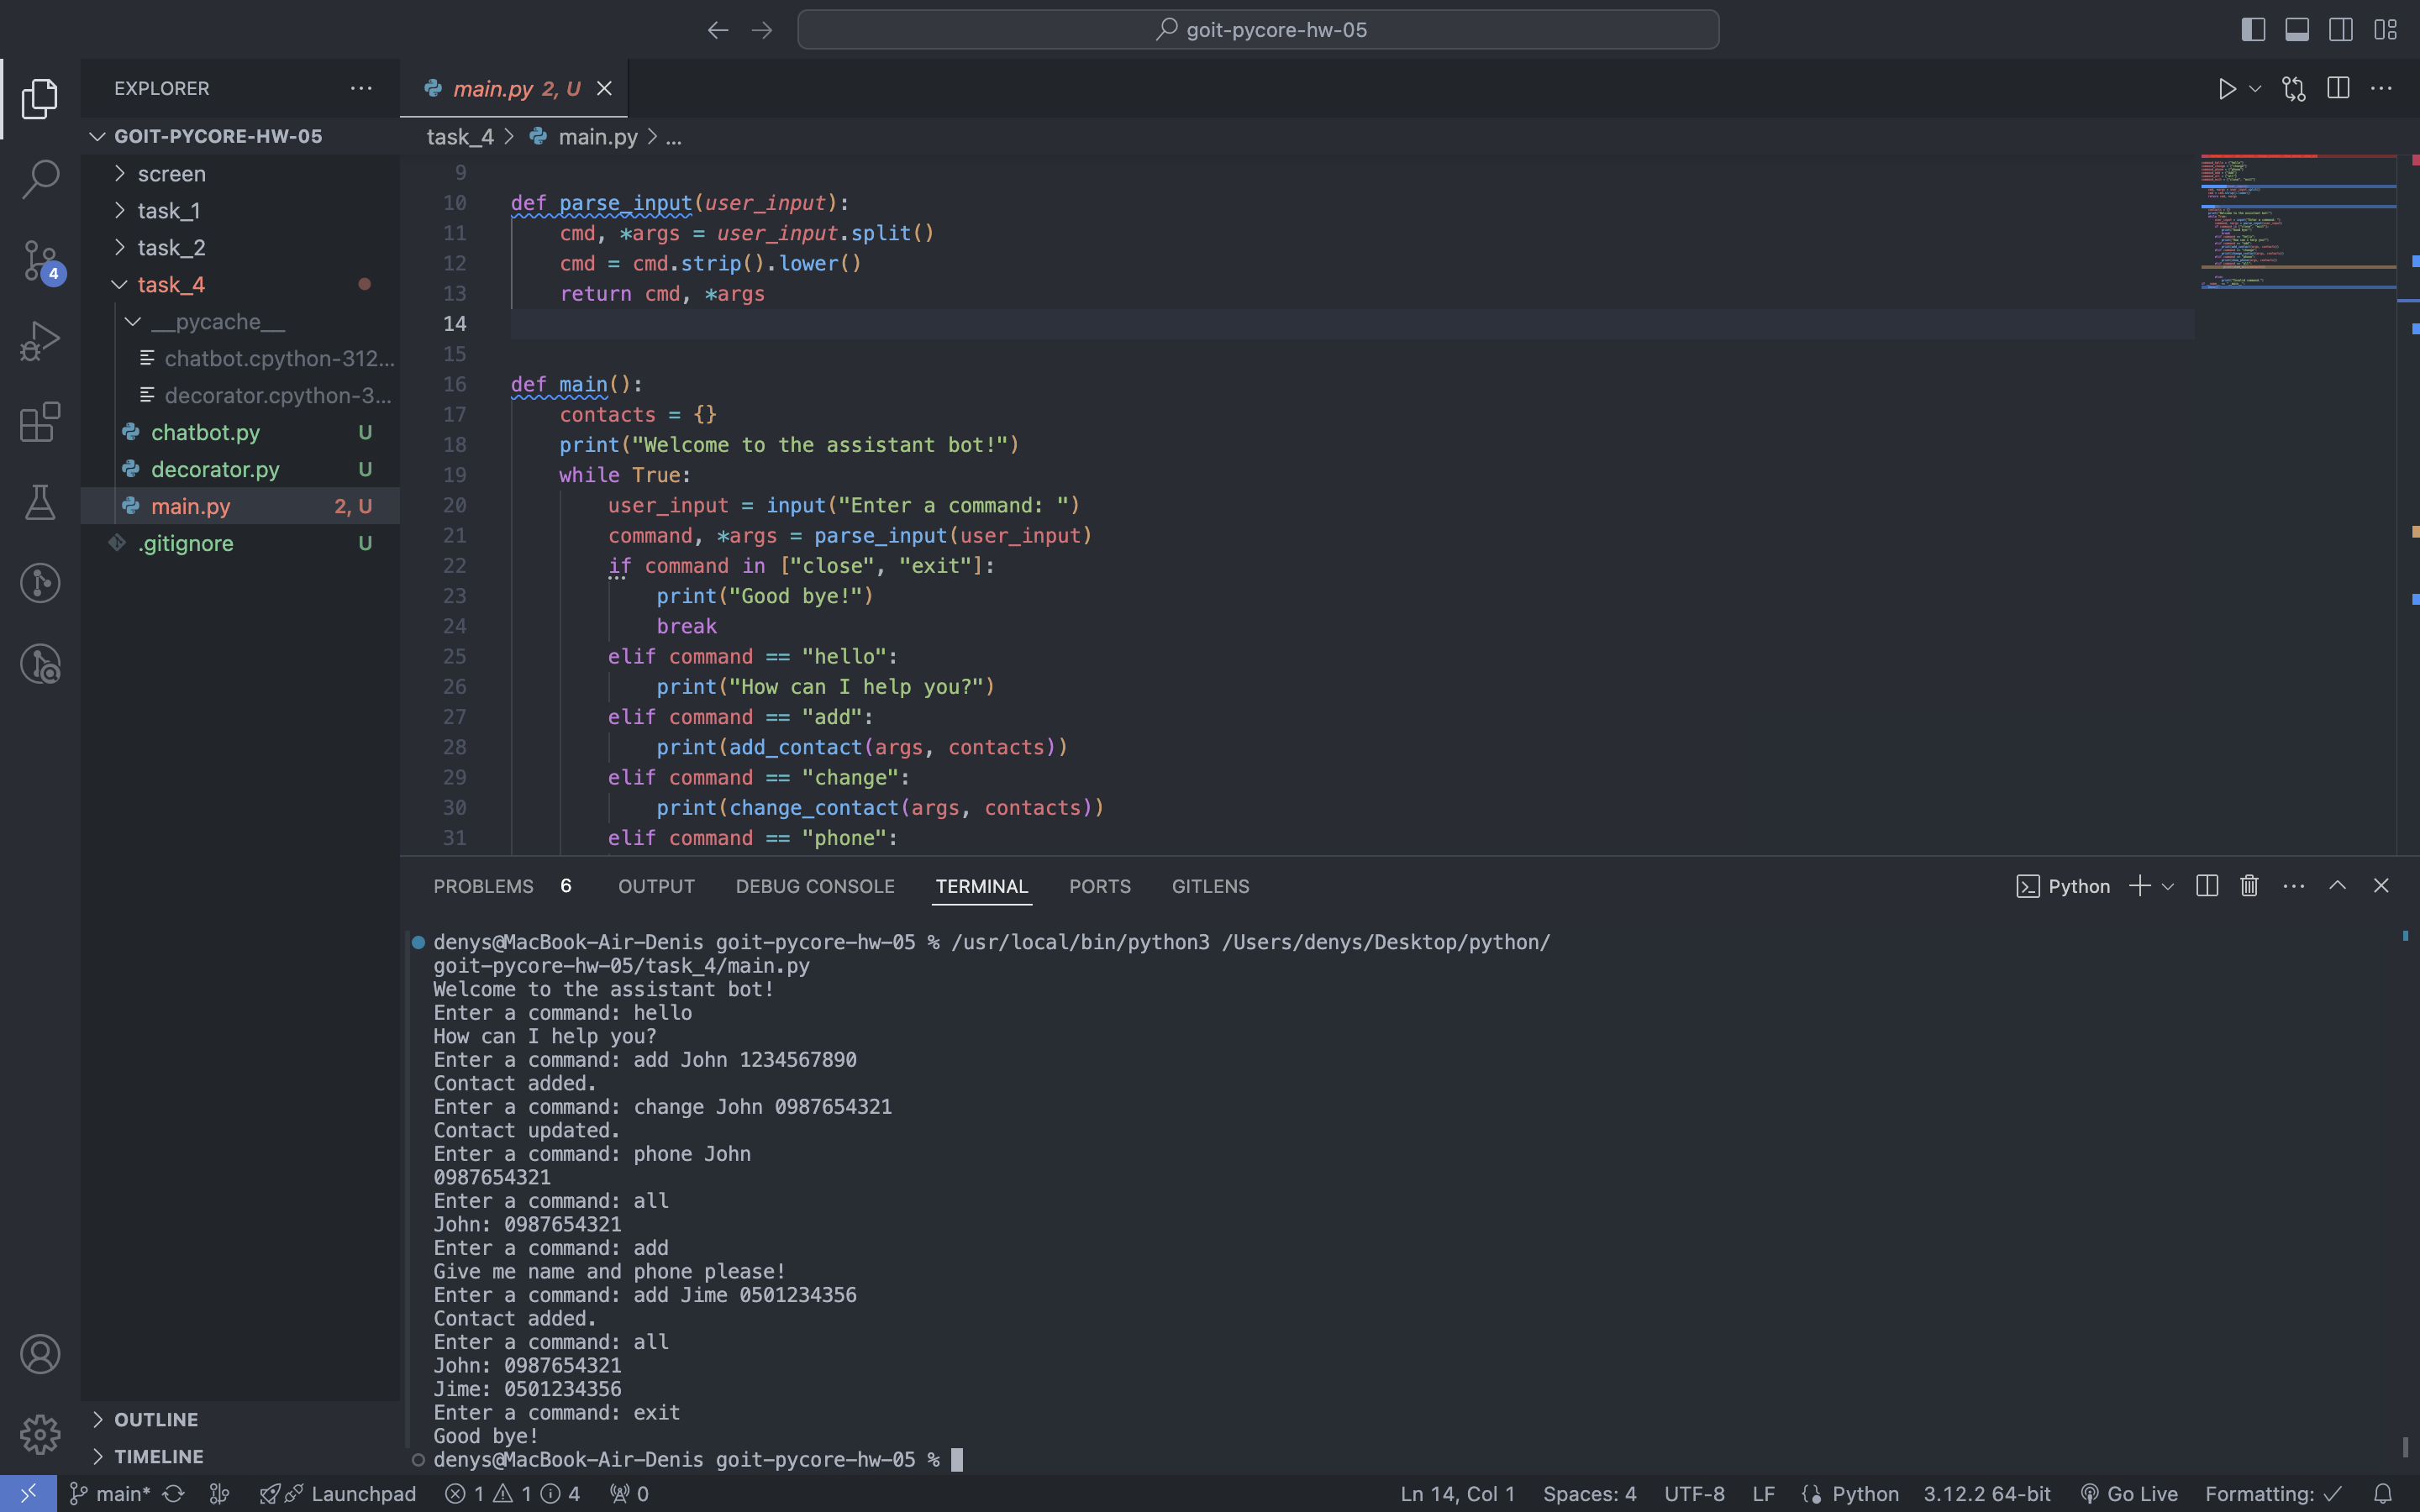 goit-pycore-hw-05
EXPLORER
GOIT-PYCORE-HW-05
screen
task_1
task_2
task_4
__pycache__
chatbot.cpython-312...
decorator.cpython-3...
chatbot.py U
decorator.py U
main.py 2, U
.gitignore U
OUTLINE
TIMELINE
4
main.py 2, U
task_4 > main.py > ...
9
10 def parse_input(user_input):
11 cmd, *args = user_input.split()
12 cmd = cmd.strip().lower()
13 return cmd, *args
14
15
16 def main():
17 contacts = {}
18 print("Welcome to the assistant bot!")
19 while True:
20 user_input = input("Enter a command: ")
21 command, *args = parse_input(user_input)
22 if command in ["close", "exit"]:
23 print("Good bye!")
24 break
25 elif command == "hello":
26 print("How can I help you?")
27 elif command == "add":
28 print(add_contact(args, contacts))
29 elif command == "change":
30 print(change_contact(args, contacts))
31 elif command == "phone":
PROBLEMS 6 OUTPUT DEBUG CONSOLE TERMINAL PORTS GITLENS Python
denys@MacBook-Air-Denis goit-pycore-hw-05 % /usr/local/bin/python3 /Users/denys/Desktop/python/
goit-pycore-hw-05/task_4/main.py
Welcome to the assistant bot!
Enter a command: hello
How can I help you?
Enter a command: add John 1234567890
Contact added.
Enter a command: change John 0987654321
Contact updated.
Enter a command: phone John
0987654321
Enter a command: all
John: 0987654321
Enter a command: add
Give me name and phone please!
Enter a command: add Jime 0501234356
Contact added.
Enter a command: all
John: 0987654321
Jime: 0501234356
Enter a command: exit
Good bye!
denys@MacBook-Air-Denis goit-pycore-hw-05 %
main* Launchpad 1 1 4 0 Ln 14, Col 1 Spaces: 4 UTF-8 LF Python 3.12.2 64-bit Go Live Formatting: ✓